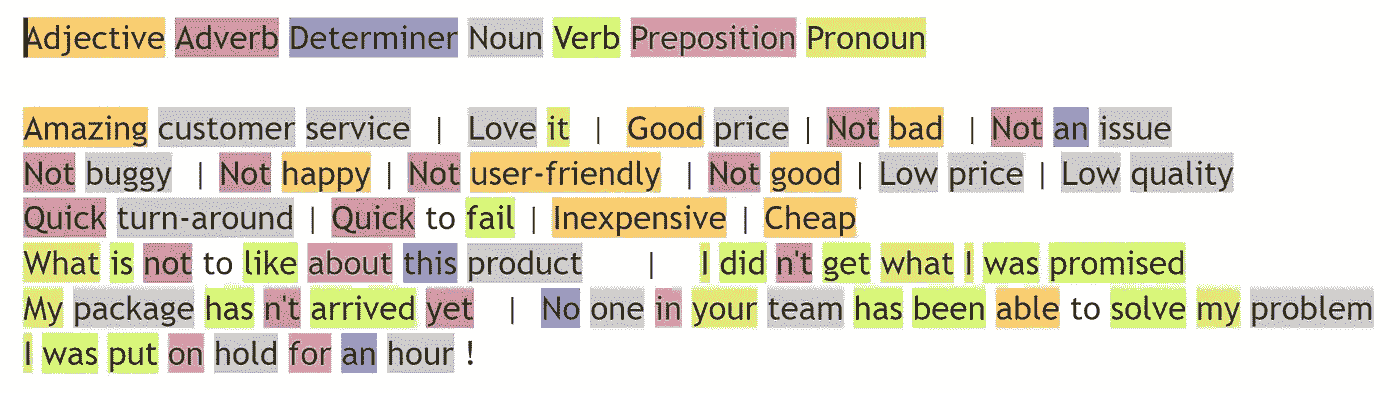 Adjective Adverb Determiner Noun Verb Preposition Pronoun
Amazing customer service | Love it | Good price | Not bad | Not an issue
Not buggy | Not happy | Not user-friendly | Not good | Low price | Low quality
Quick turn-around | Quick to fail | Inexpensive | Cheap
What is not to like about this product | I did n't get what I was promised
My package has n't arrived yet | No one in your team has been able to solve my problem
I was put on hold for an hour !